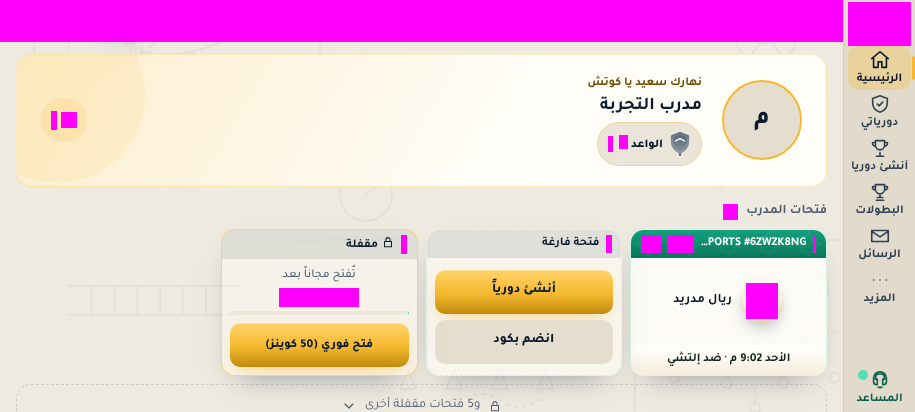 الرئيسية
دورياتي
أنشئ دوريا
البطولات
الرسائل
المزيد
المساعد
نهارك سعيد يا كوتش
مدرب التجربة
م
الواعد
فتحات المدرب
...PORTS #6ZWZK8NG
ريال مدريد
الأحد 9:02 م · ضد إلتشي
فتحة فارغة
أنشئ دورياً
انضم بكود
مقفلة
تُفتح مجاناً بعد
فتح فوري (50 كوينز)
و5 فتحات مقفلة أخرى